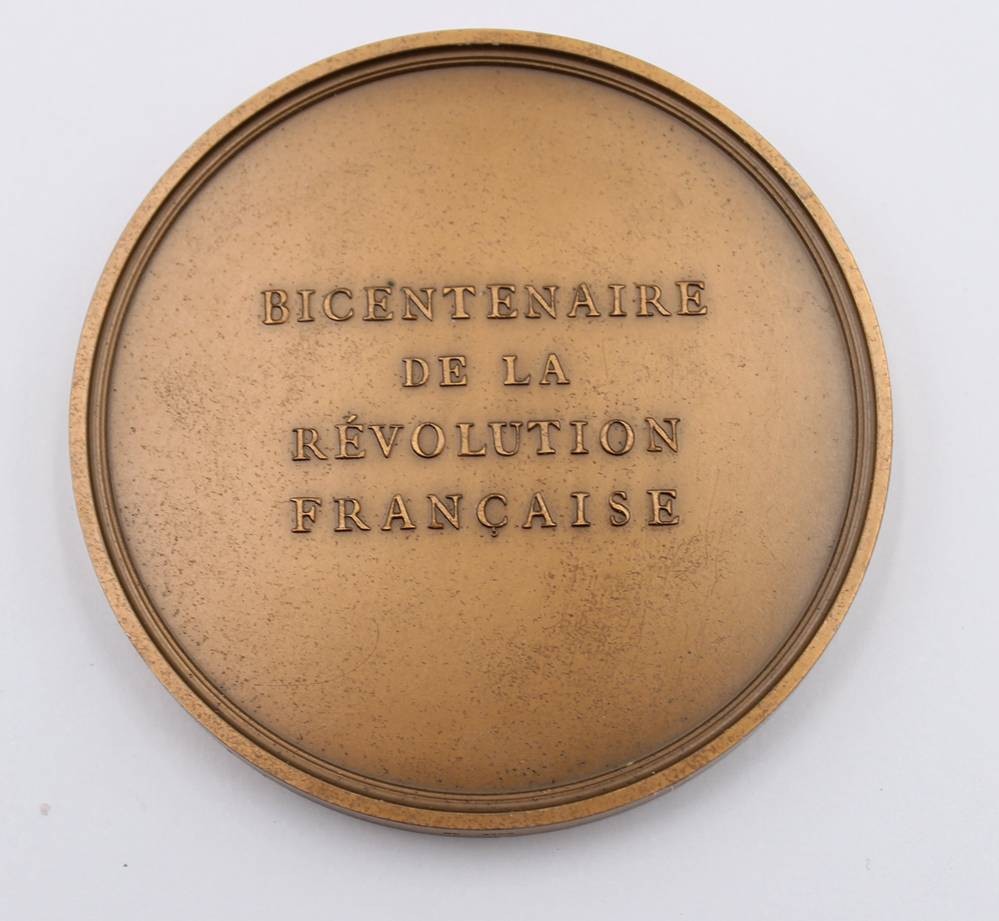 BICENTENAIRE
DE LA
RÉVOLUTION
FRANÇAISE